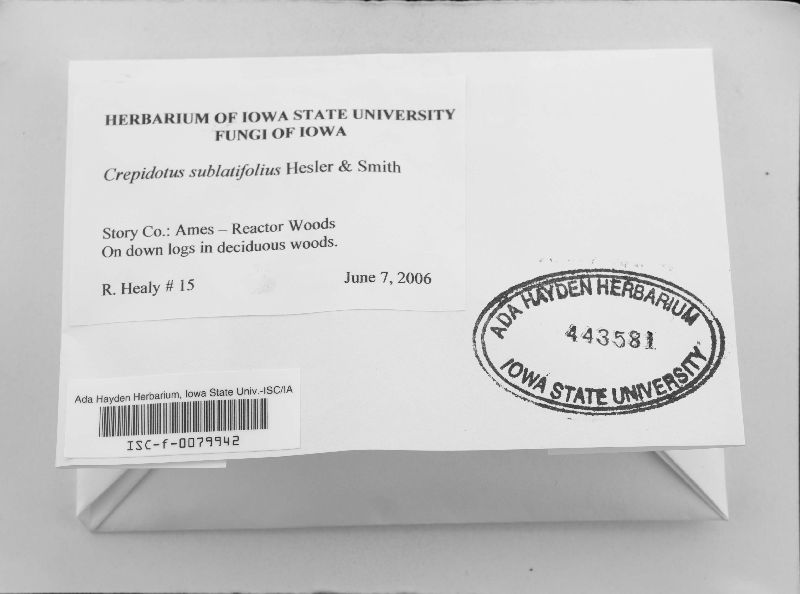 HERBARIUM OF IOWA STATE UNIVERSITY
FUNGI OF IOWA
Crepidotus sublatifolius Hesler & Smith
Story Co.: Ames – Reactor Woods
On down logs in deciduous woods.
R. Healy # 15 June 7, 2006
ADA HAYDEN HERBARIUM
443581
IOWA STATE UNIVERSITY
Ada Hayden Herbarium, Iowa State Univ.-ISC/IA
ISC-f-0079942